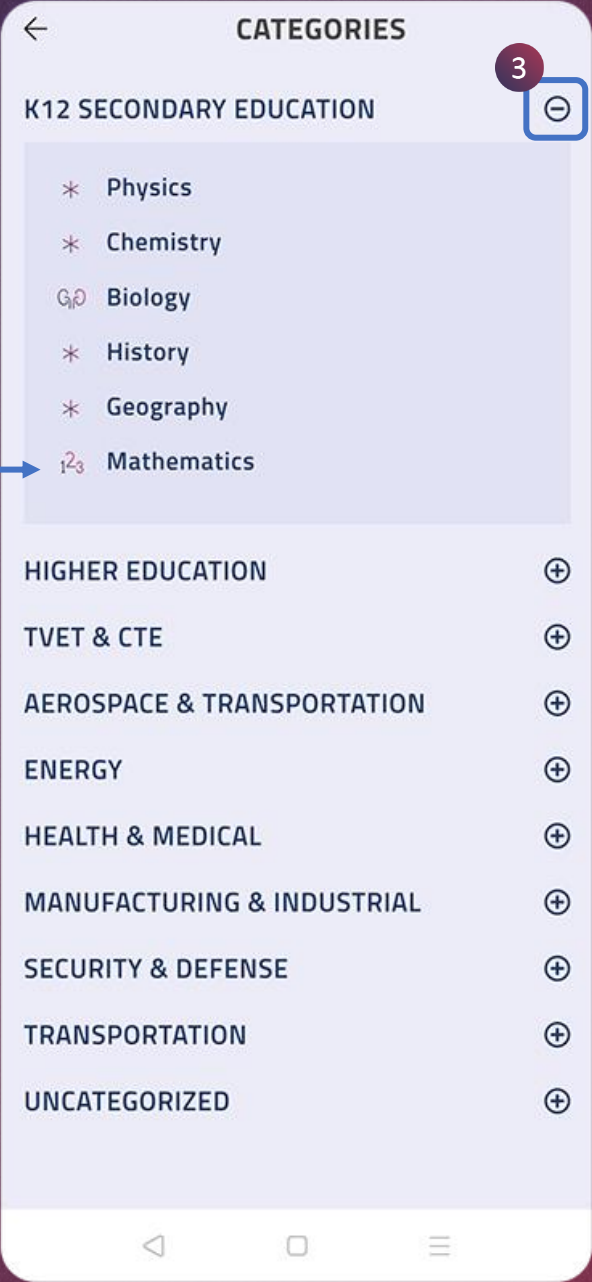 CATEGORIES
3
K12 SECONDARY EDUCATION
Physics
Chemistry
Biology
History
Geography
123 Mathematics
HIGHER EDUCATION
TVET & CTE
AEROSPACE & TRANSPORTATION
ENERGY
HEALTH & MEDICAL
MANUFACTURING & INDUSTRIAL
SECURITY & DEFENSE
TRANSPORTATION
UNCATEGORIZED